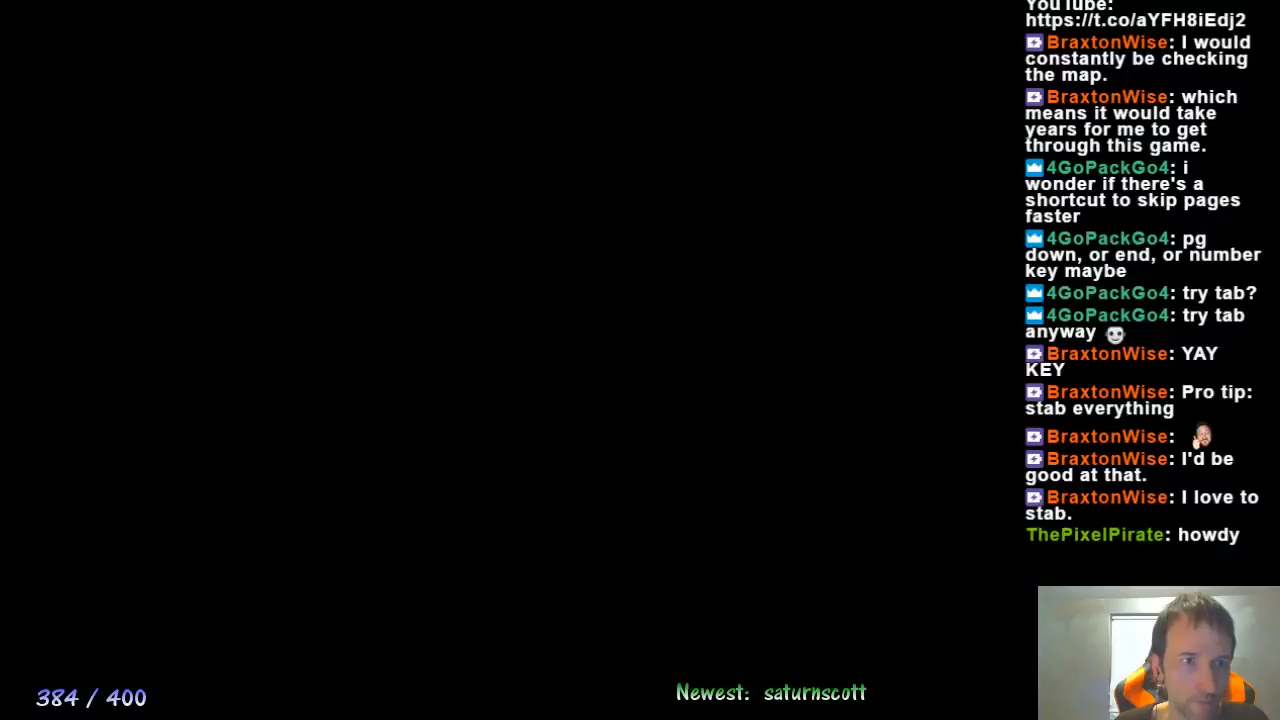 YouTube:
https://t.co/aYFH8iEdj2
BraxtonWise: I would
constantly be checking
the map.
BraxtonWise: which
means it would take
years for me to get
through this game.
4GoPackGo4: i
wonder if there's a
shortcut to skip pages
faster
4GoPackGo4: pg
down, or end, or number
key maybe
4GoPackGo4: try tab?
4GoPackGo4: try tab
anyway
BraxtonWise: YAY
KEY
BraxtonWise: Pro tip:
stab everything
BraxtonWise:
BraxtonWise: I'd be
good at that.
BraxtonWise: I love to
stab.
ThePixelPirate: howdy
384 / 400
Newest: saturnscott